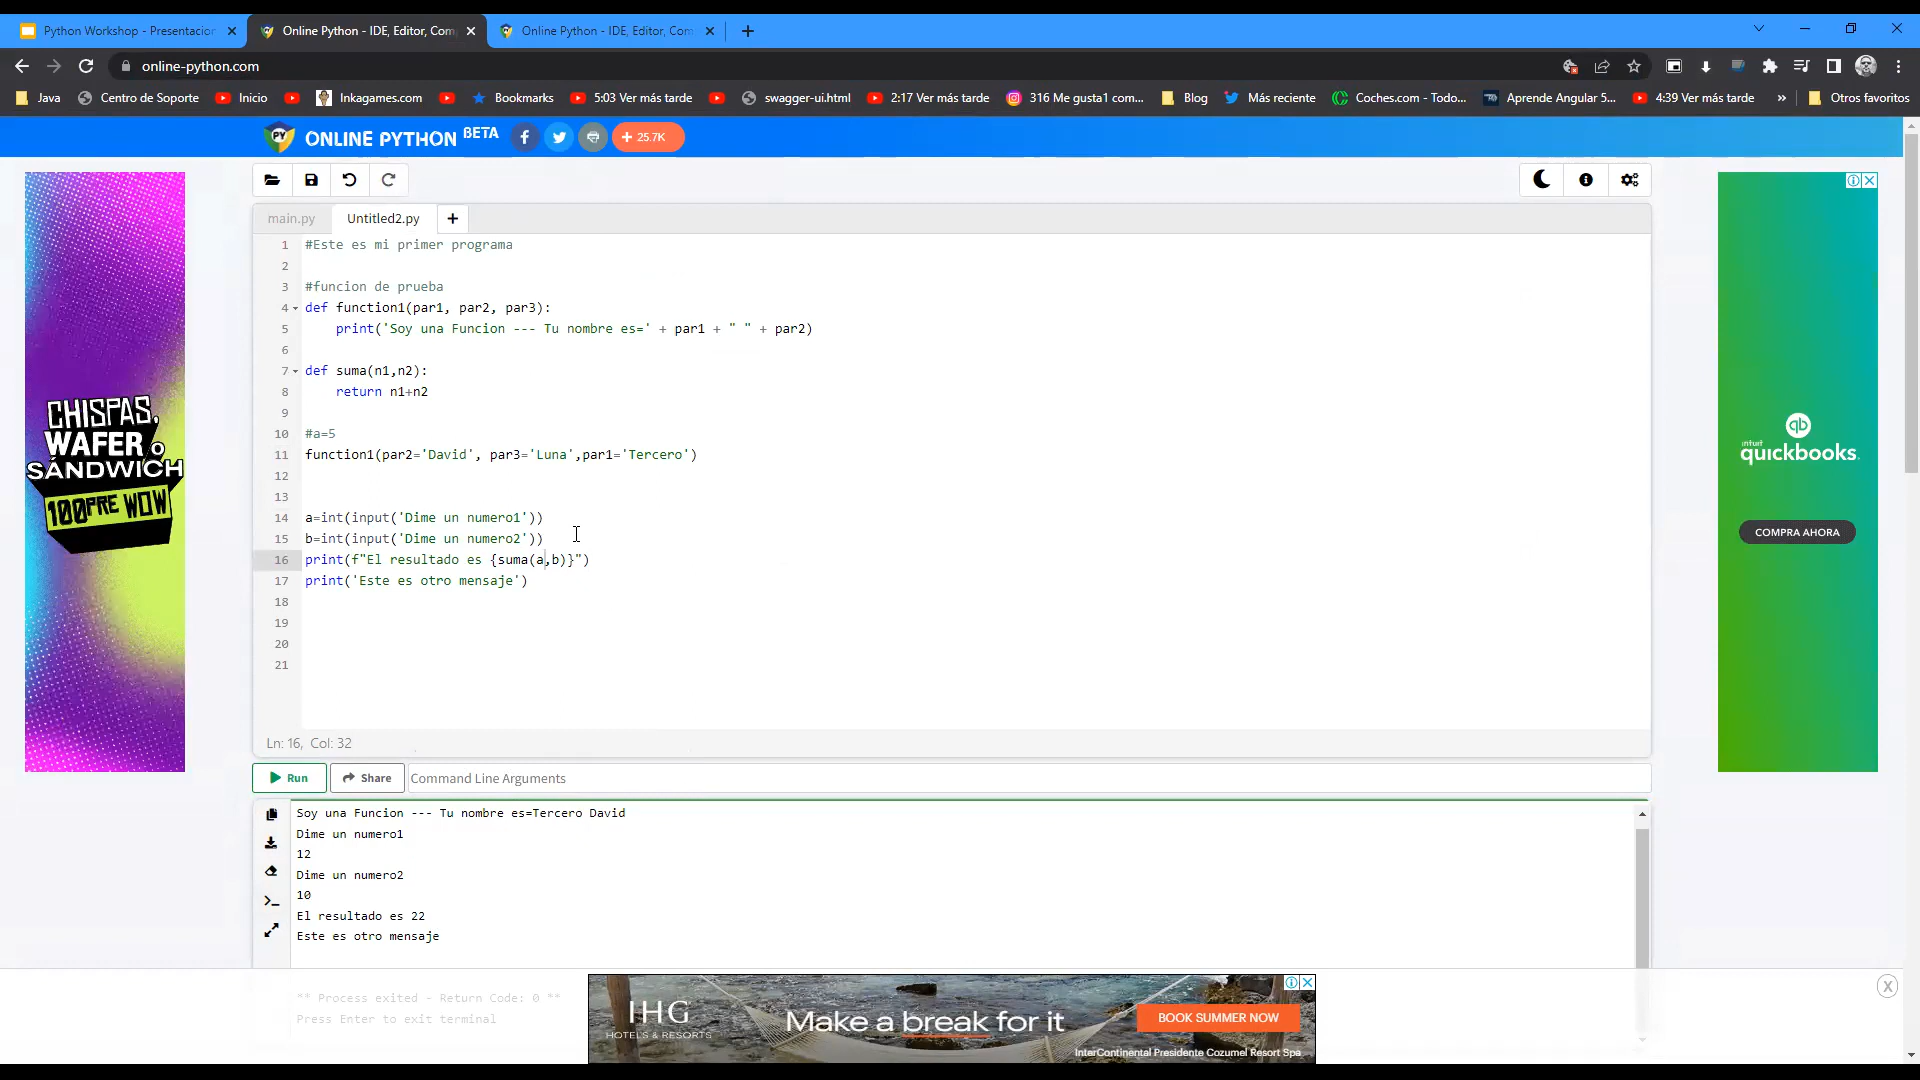 Python Workshop - Presentacion
Online Python - IDE, Editor, Com
Online Python - IDE, Editor, Com
online-python.com
Java
Centro de Soporte
Inicio
Inkagames.com
Bookmarks
5:03 Ver más tarde
swagger-ui.html
2:17 Ver más tarde
316 Me gusta1 com...
Blog
Más reciente
Coches.com - Todo...
Aprende Angular 5...
4:39 Ver más tarde
»
Otros favoritos
PY ONLINE PYTHON BETA
+ 25.7K
main.py
Untitled2.py
+
1 #Este es mi primer programa
2
3 #funcion de prueba
4 def function1(par1, par2, par3):
5 print('Soy una Funcion --- Tu nombre es=' + par1 + " " + par2)
6
7 def suma(n1,n2):
8 return n1+n2
9
10 #a=5
11 function1(par2='David', par3='Luna',par1='Tercero')
12
13
14 a=int(input('Dime un numero1'))
15 b=int(input('Dime un numero2'))
16 print(f"El resultado es {suma(a,b)}")
17 print('Este es otro mensaje')
18
19
20
21
Ln: 16, Col: 32
Run
Share
Command Line Arguments
Soy una Funcion --- Tu nombre es=Tercero David
Dime un numero1
12
Dime un numero2
10
El resultado es 22
Este es otro mensaje
** Process exited - Return Code: 0 **
Press Enter to exit terminal
CHISPAS,
WAFER o
SÁNDWICH
100PRE WOW
qb
intuit
quickbooks.
COMPRA AHORA
IHG
HOTELS & RESORTS
Make a break for it
BOOK SUMMER NOW
InterContinental Presidente Cozumel Resort Spa
X